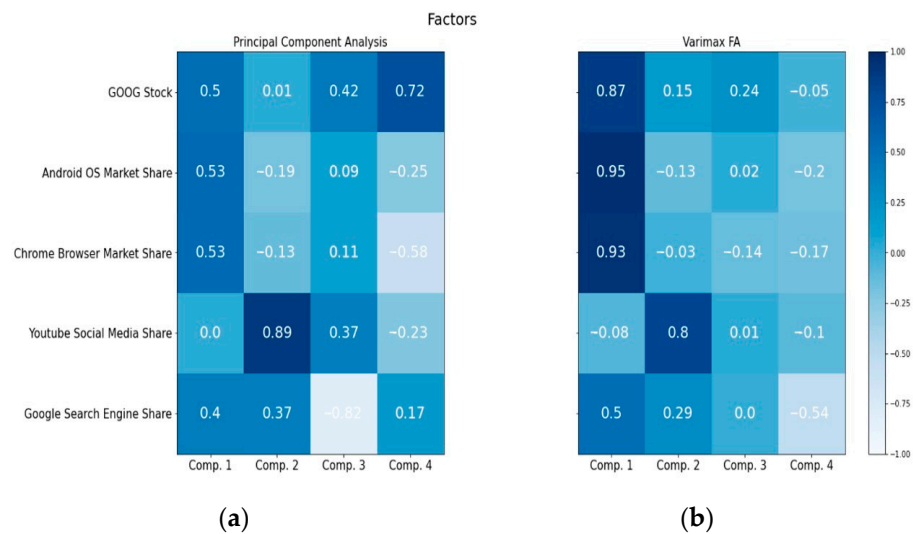 Factors
Principal Component Analysis
Varimax FA
GOOG Stock
0.5 0.01 0.42 0.72
0.87 0.15 0.24 −0.05
1.00
0.75
Android OS Market Share
0.53 −0.19 0.09 −0.25
0.95 −0.13 0.02 −0.2
0.50
0.25
Chrome Browser Market Share
0.53 −0.13 0.11 −0.58
0.93 −0.03 −0.14 −0.17
0.00
−0.25
Youtube Social Media Share
0.0 0.89 0.37 −0.23
−0.08 0.8 0.01 −0.1
−0.50
Google Search Engine Share
0.4 0.37 −0.82 0.17
0.5 0.29 0.0 −0.54
−0.75
−1.00
Comp. 1 Comp. 2 Comp. 3 Comp. 4
Comp. 1 Comp. 2 Comp. 3 Comp. 4
(a)
(b)